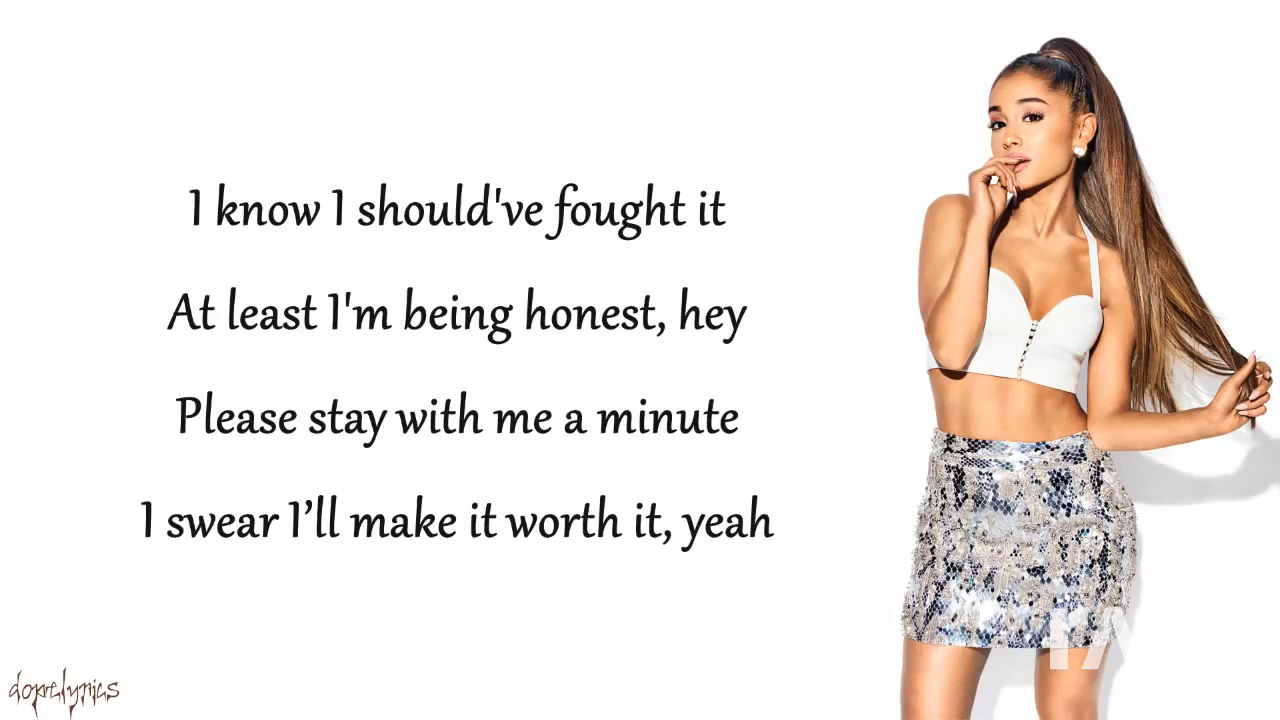 I know I should've fought it
At least I'm being honest, hey
Please stay with me a minute
I swear I’ll make it worth it, yeah
dopelyrics
rave